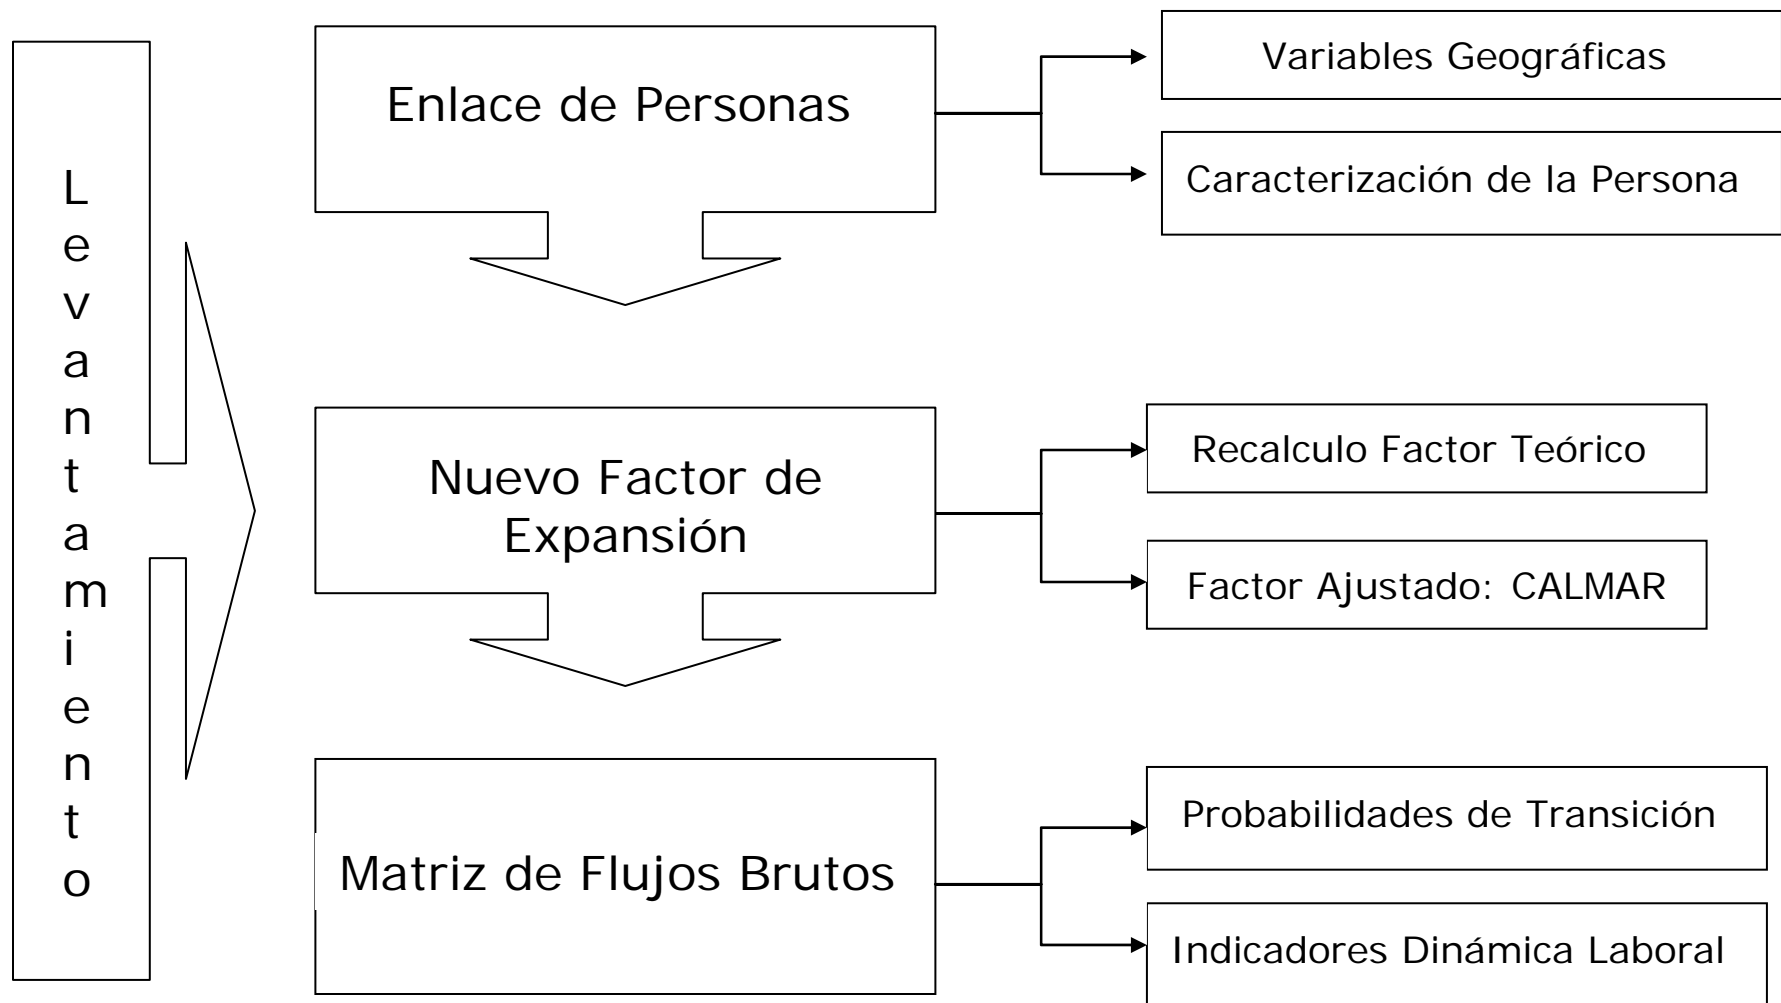 Levantamiento
Enlace de Personas
Variables Geográficas
Caracterización de la Persona
Nuevo Factor de
Expansión
Recalculo Factor Teórico
Factor Ajustado: CALMAR
Matriz de Flujos Brutos
Probabilidades de Transición
Indicadores Dinámica Laboral